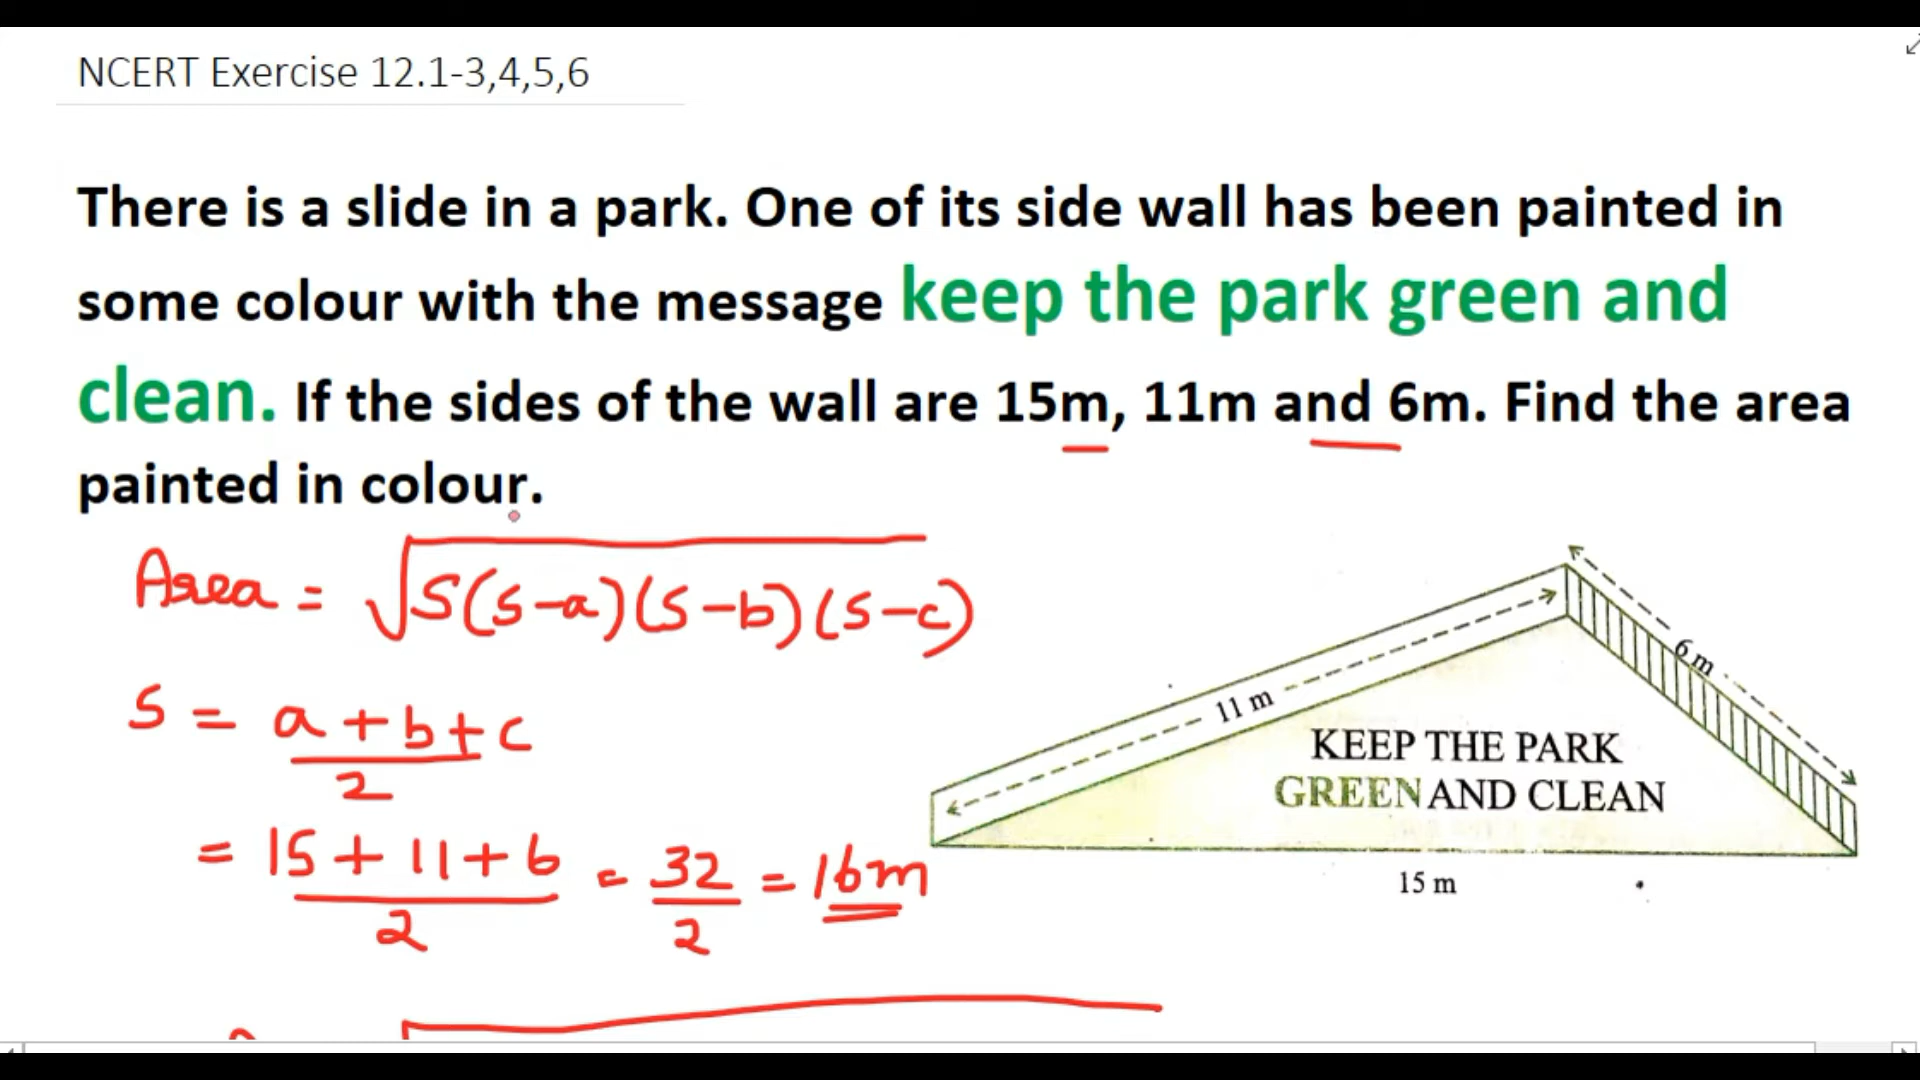 NCERT Exercise 12.1-3,4,5,6
There is a slide in a park. One of its side wall has been painted in
some colour with the message keep the park green and
clean. If the sides of the wall are 15m, 11m and 6m. Find the area
painted in colour.
Area = √S(S-a)(S-b)(S-c)
S = a+b+c
2
= 15+11+6 = 32 = 16m
2 2
11 m
6 m
KEEP THE PARK
GREEN AND CLEAN
15 m